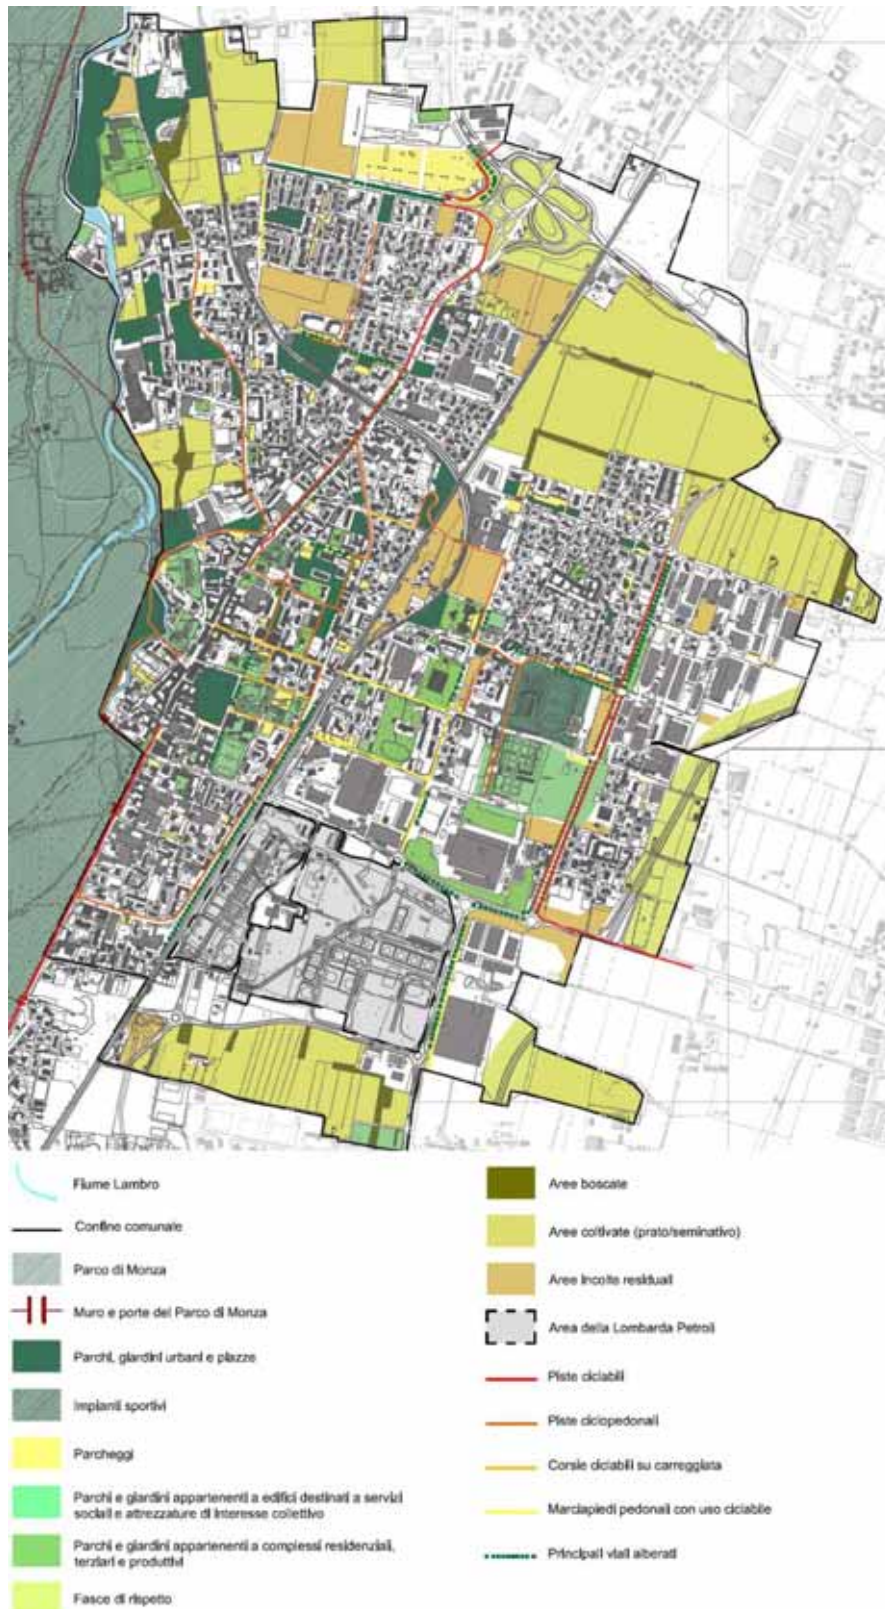 Fiume Lambro
Confine comunale
Parco di Monza
Muro e porte del Parco di Monza
Parchi, giardini urbani e piazze
Impianti sportivi
Parcheggi
Parchi e giardini appartenenti a edifici destinati a servizi
sociali e attrezzature di interesse collettivo
Parchi e giardini appartenenti a complessi residenziali,
terziari e produttivi
Fasce di rispetto
Aree boscate
Aree coltivate (prato/seminativo)
Aree incolte residuali
Area della Lombarda Petroli
Piste ciclabili
Piste ciclopedonali
Corsie ciclabili su carreggiata
Marciapiedi pedonali con uso ciclabile
Principali viali alberati